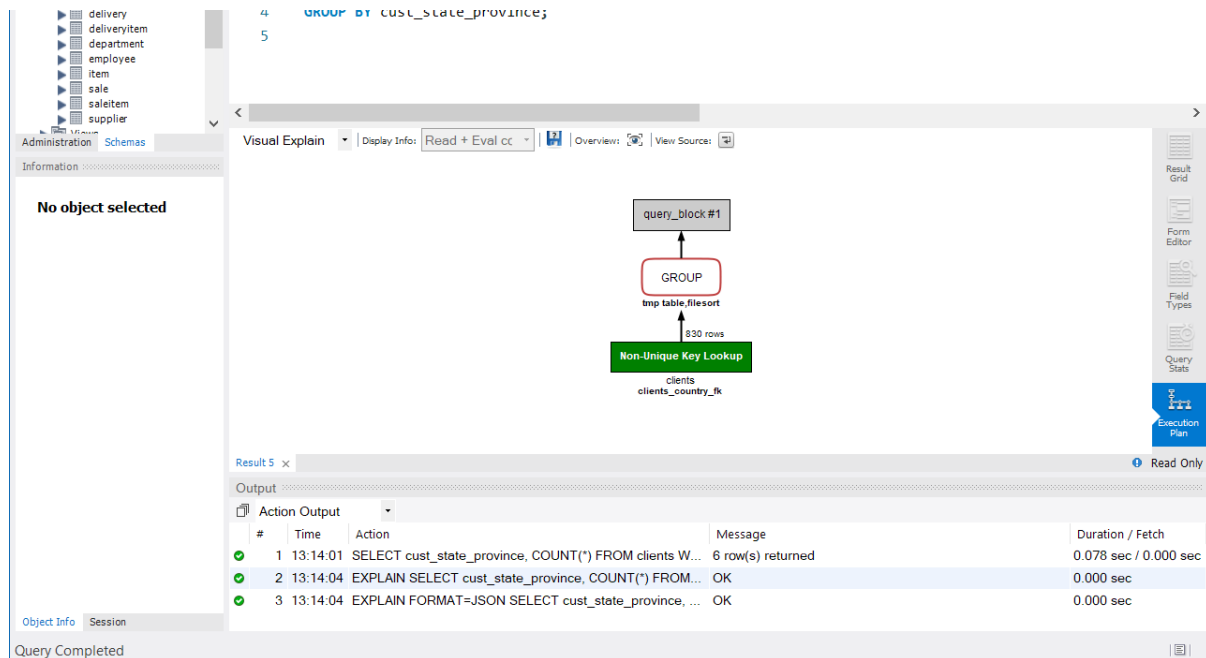 delivery
deliveryitem
department
employee
item
sale
saleitem
supplier
Views
Administration Schemas
Information
No object selected
Object Info Session
4 GROUP BY cust_state_province;
5
Visual Explain Display Info: Read + Eval cc Overview: View Source:
query_block #1
GROUP
tmp table,filesort
830 rows
Non-Unique Key Lookup
clients
clients_country_fk
Result
Grid
Form
Editor
Field
Types
Query
Stats
Execution
Plan
Result 5 Read Only
Output
Action Output
# Time Action Message Duration / Fetch
1 13:14:01 SELECT cust_state_province, COUNT(*) FROM clients W... 6 row(s) returned 0.078 sec / 0.000 sec
2 13:14:04 EXPLAIN SELECT cust_state_province, COUNT(*) FROM... OK 0.000 sec
3 13:14:04 EXPLAIN FORMAT=JSON SELECT cust_state_province, ... OK 0.000 sec
Query Completed